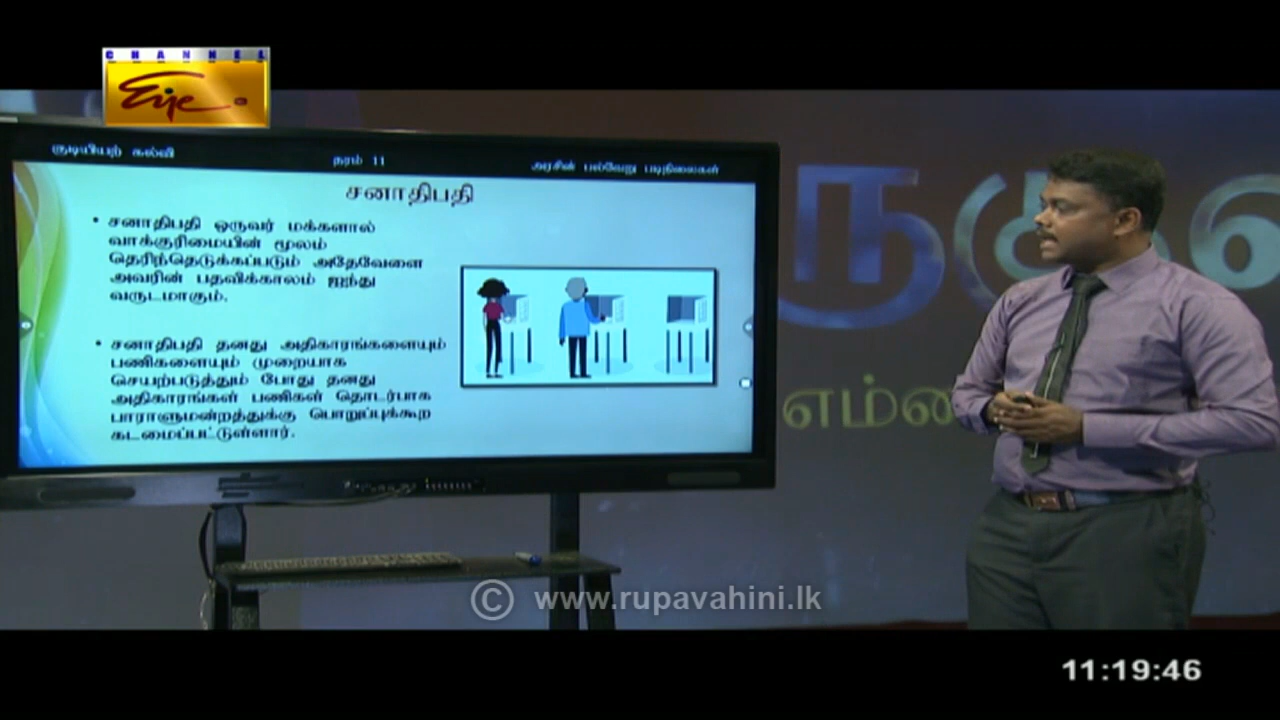 CHANNEL
Eye
குடியியற் கல்வி
தரம் 11
அரசின் பல்வேறு படிநிலைகள்
சனாதிபதி
• சனாதிபதி ஒருவர் மக்களால்
வாக்குரிமையின் மூலம்
தெரிந்தெடுக்கப்படும் அதேவேளை
அவரின் பதவிக்காலம் ஐந்து
வருடமாகும்.
• சனாதிபதி தனது அதிகாரங்களையும்
பணிகளையும் முறையாக
செயற்படுத்தும் போது தனது
அதிகாரங்கள் பணிகள் தொடர்பாக
பாராளுமன்றத்துக்கு பொறுப்புக்கூற
கடமைப்பட்டுள்ளார்.
© www.rupavahini.lk
11:19:46